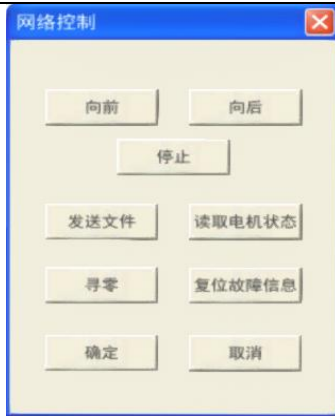 网络控制
向前 向后
停止
发送文件 读取电机状态
寻零 复位故障信息
确定 取消